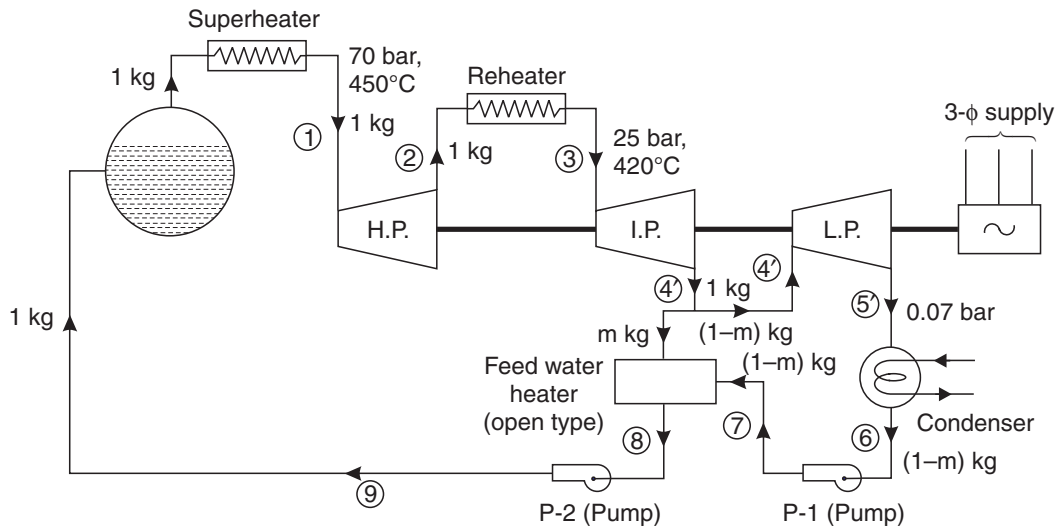 Superheater
70 bar,
450°C
1 kg
Reheater
3-ϕ supply
1
1 kg
2
1 kg
3
25 bar,
420°C
H.P.
I.P.
L.P.
4′
1 kg
4′
5′
0.07 bar
1 kg
m kg
(1–m) kg
(1–m) kg
Feed water
heater
(open type)
8
7
6
Condenser
(1–m) kg
9
P-2 (Pump)
P-1 (Pump)